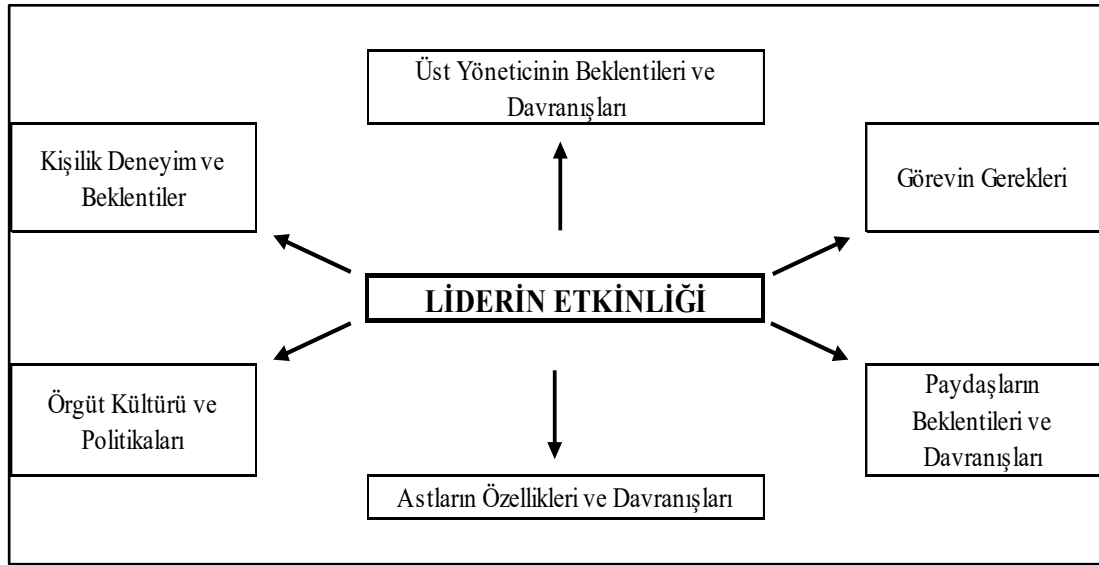 Üst Yöneticinin Beklentileri ve
Davranışları
Kişilik Deneyim ve
Beklentiler
Görevin Gerekleri
LİDERİN ETKİNLİĞİ
Örgüt Kültürü ve
Politikaları
Paydaşların
Beklentileri ve
Davranışları
Astların Özellikleri ve Davranışları